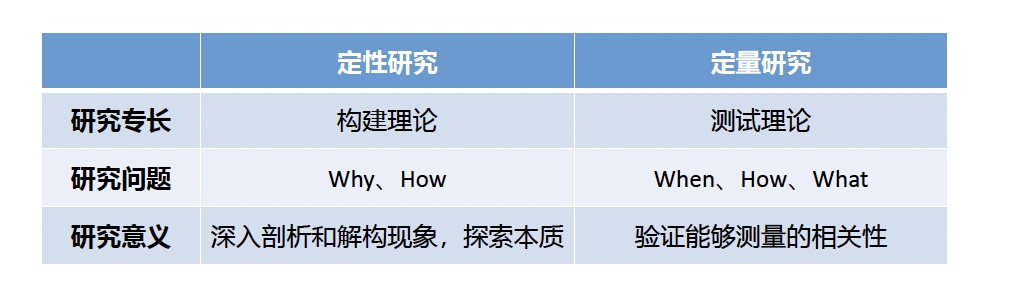 定性研究 定量研究
研究专长 构建理论 测试理论
研究问题 Why、How When、How、What
研究意义 深入剖析和解构现象，探索本质 验证能够测量的相关性